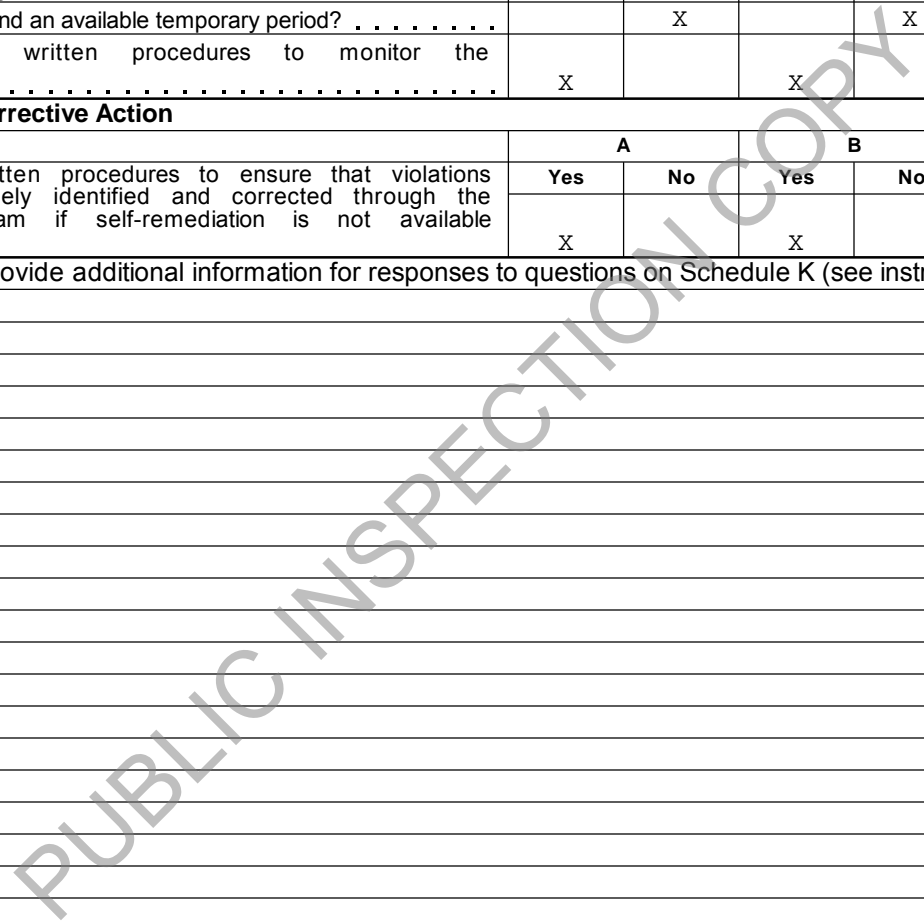 nd an available temporary period? . . . . . . . . X X
written procedures to monitor the
. . . . . . . . . . . . . . . . . . . . . . . . X X
rrective Action
A B
tten procedures to ensure that violations Yes No Yes No
ely identified and corrected through the
am if self-remediation is not available
X X
ovide additional information for responses to questions on Schedule K (see instr
PUBLIC INSPECTION COPY